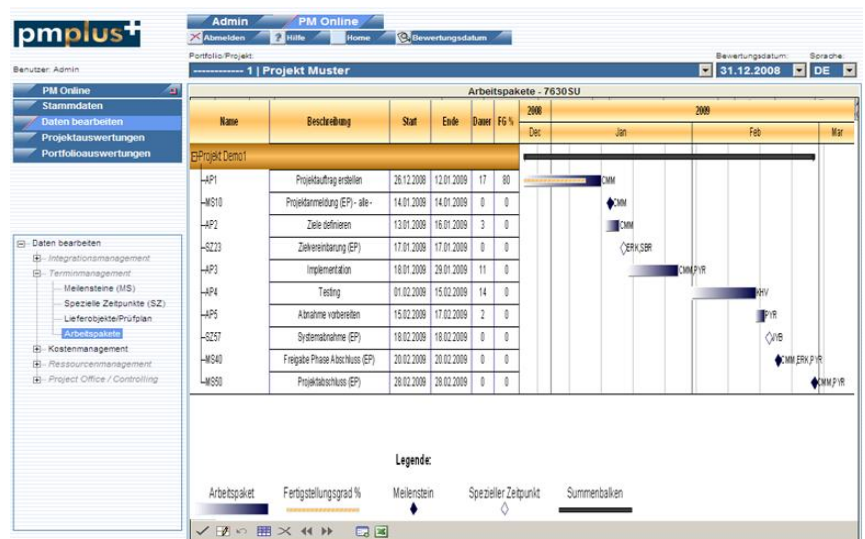 pmplus+
Admin PM Online
Abmelden Hilfe Home Bewertungsdatum
Portfolio/Projekt: Bewertungsdatum: Sprache:
Benutzer: Admin
------------ 1 | Projekt Muster 31.12.2008 DE
PM Online
Stammdaten
Daten bearbeiten
Projektauswertungen
Portfolioauswertungen
Daten bearbeiten
Integrationsmanagement
Terminmanagement
Meilensteine (MS)
Spezielle Zeitpunkte (SZ)
Lieferobjekte/Prüfplan
Arbeitspakete
Kostenmanagement
Ressourcenmanagement
Project Office / Controlling
Arbeitspakete - 7630SU
Name Beschreibung Start Ende Dauer FG % 2008 2009
Dec Jan Feb Mar
Projekt Demo1
AP1 Projektauftrag erstellen 26.12.2008 12.01.2009 17 80 CMM
MS10 Projektanmeldung (EP) - alle - 14.01.2009 14.01.2009 0 0 CMM
AP2 Ziele definieren 13.01.2009 16.01.2009 3 0 CMM
SZ23 Zielvereinbarung (EP) 17.01.2009 17.01.2009 0 0 ERK,SBR
AP3 Implementation 18.01.2009 29.01.2009 11 0 CMM,PYR
AP4 Testing 01.02.2009 15.02.2009 14 0 KHV
AP5 Abnahme vorbereiten 15.02.2009 17.02.2009 2 0 PYR
SZ57 Systemabnahme (EP) 18.02.2009 18.02.2009 0 0
MS40 Freigabe Phase Abschluss (EP) 20.02.2009 20.02.2009 0 0 CMM,ERK,PYR
MS50 Projektabschluss (EP) 28.02.2009 28.02.2009 0 0 CMM,PYR
Legende:
Arbeitspaket Fertigstellungsgrad % Meilenstein Spezieller Zeitpunkt Summenbalken